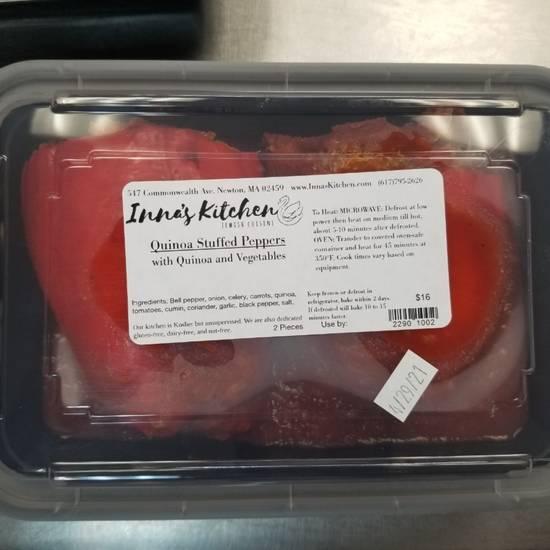 547 Commonwealth Ave. Newton, MA 02459 www.InnasKitchen.com (617)795-2626
Inna's Kitchen
JEWISH CUISINE
Quinoa Stuffed Peppers
with Quinoa and Vegetables
To Heat: MICROWAVE: Defrost at low
power then heat on medium till hot,
about 5-10 minutes after defrost.
OVEN: Transfer to covered oven-safe
container and heat for 45 minutes at
350°F. Cook times vary based on
equipment.
Ingredients: Bell pepper, onion, celery, carrots, quinoa,
tomatoes, cumin, coriander, garlic, black pepper, salt.
Our kitchen is Kosher but unsupervised. We are also dedicated
gluten-free, dairy-free, and nut-free.
2 Pieces
Keep frozen or defrost in
refrigerator, bake within 2 days.
If defrosted will bake 10 to 15
minutes faster.
Use by:
$16
2290 1002
4/29/21